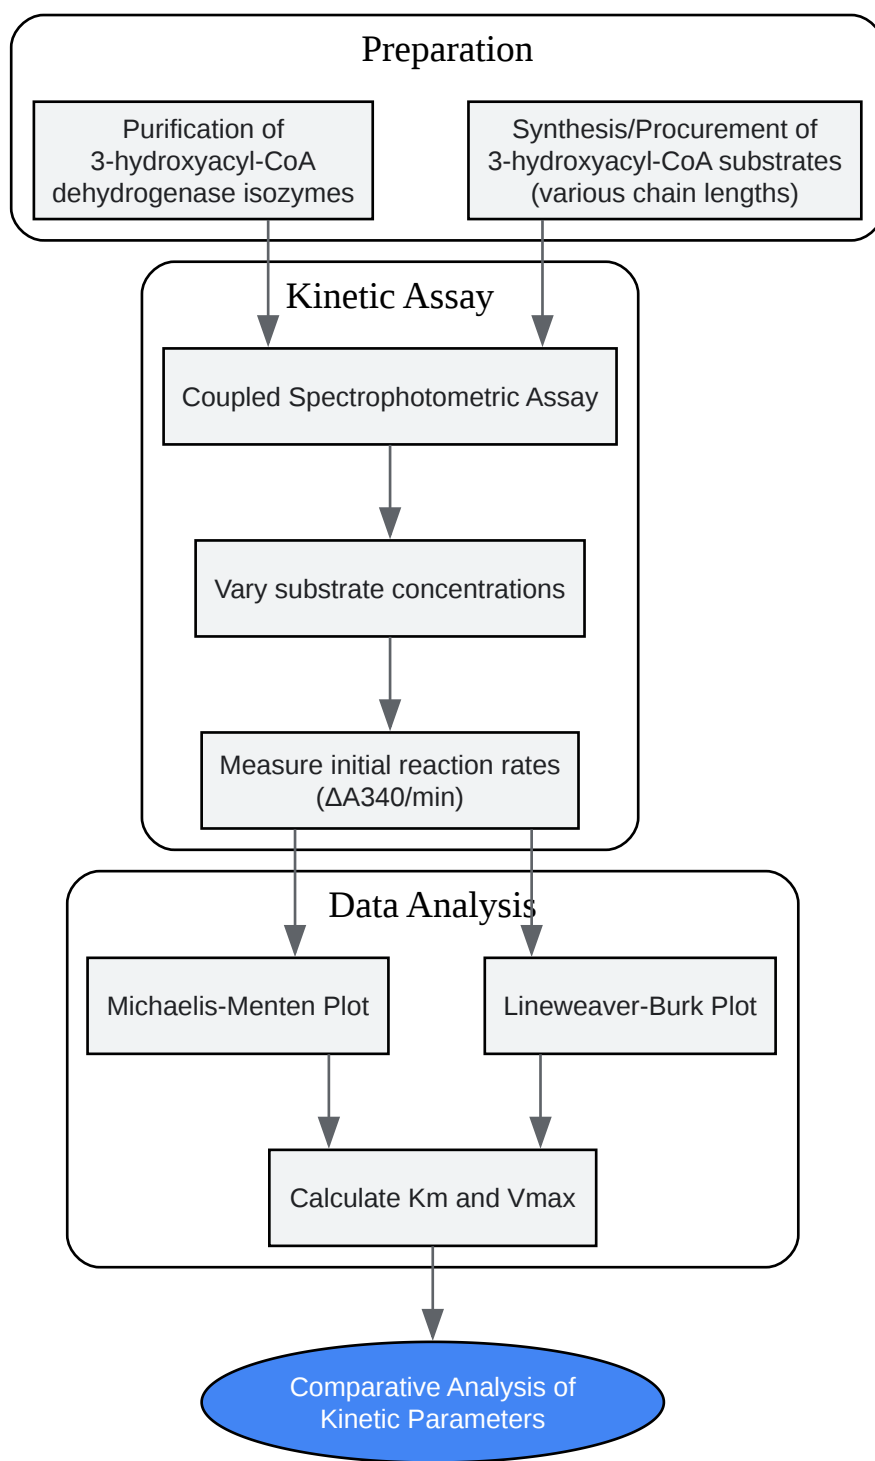 Preparation
Purification of
3-hydroxyacyl-CoA
dehydrogenase isozymes
Synthesis/Procurement of
3-hydroxyacyl-CoA substrates
(various chain lengths)
Kinetic Assay
Coupled Spectrophotometric Assay
Vary substrate concentrations
Measure initial reaction rates
(ΔA340/min)
Data Analysis
Michaelis-Menten Plot
Lineweaver-Burk Plot
Calculate Km and Vmax
Comparative Analysis of
Kinetic Parameters